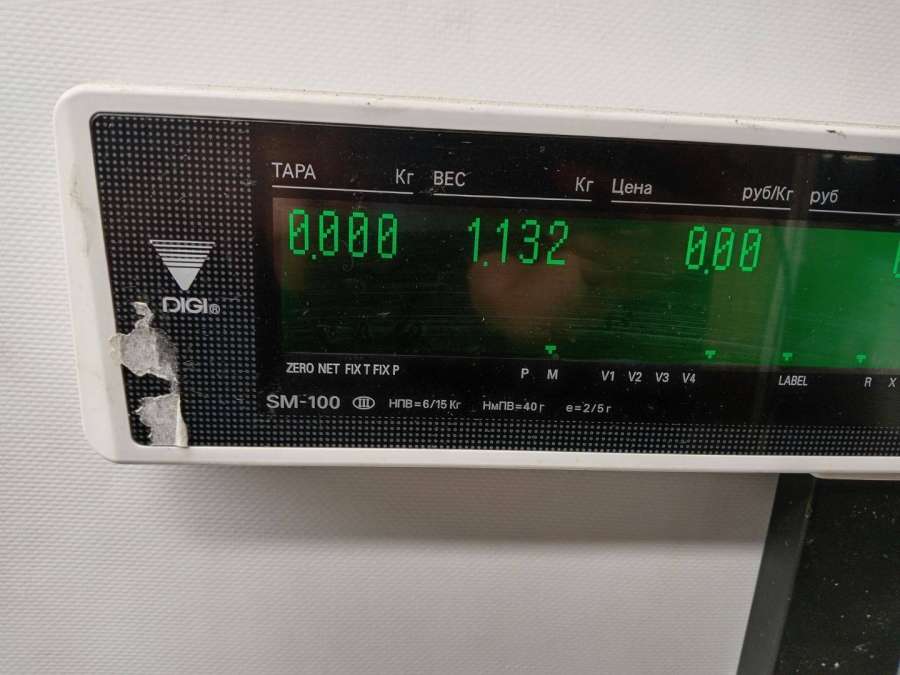 ТАРА Кг ВЕС Кг Цена руб/Кг руб
0.000 1.132 0.00
DIGI®
ZERO NET FIX T FIX P P M V1 V2 V3 V4 LABEL R X
SM-100 III НПВ=6/15 Кг НмПВ=40 г e=2/5 г